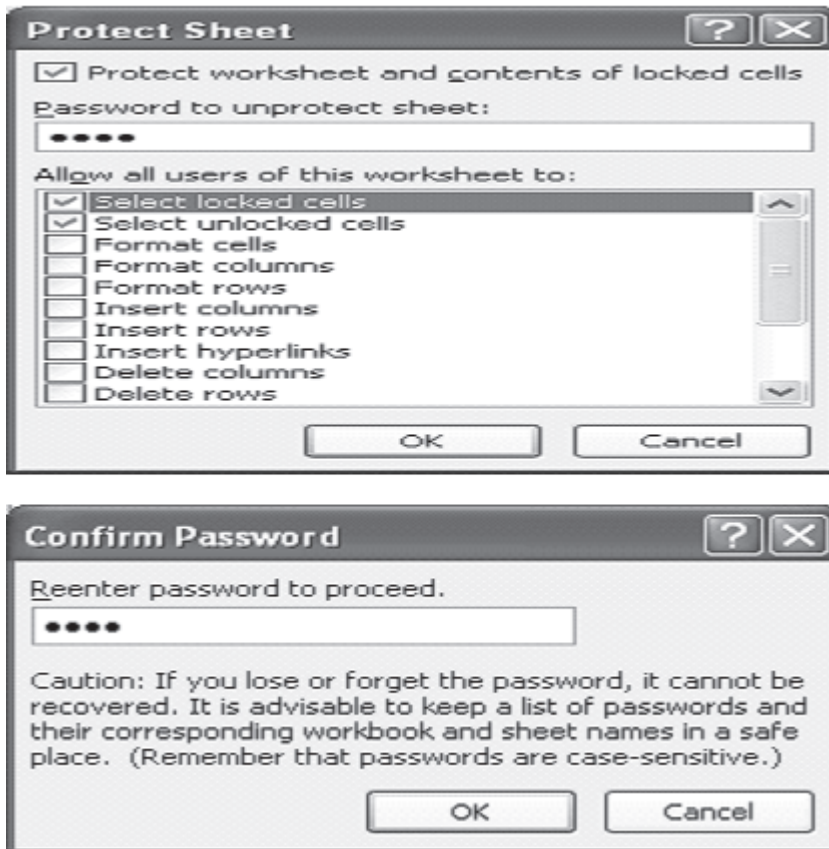 Protect Sheet
Protect worksheet and contents of locked cells
Password to unprotect sheet:
••••
Allow all users of this worksheet to:
Select locked cells
Select unlocked cells
Format cells
Format columns
Format rows
Insert columns
Insert rows
Insert hyperlinks
Delete columns
Delete rows
OK Cancel
Confirm Password
Reenter password to proceed.
••••
Caution: If you lose or forget the password, it cannot be
recovered. It is advisable to keep a list of passwords and
their corresponding workbook and sheet names in a safe
place. (Remember that passwords are case-sensitive.)
OK Cancel